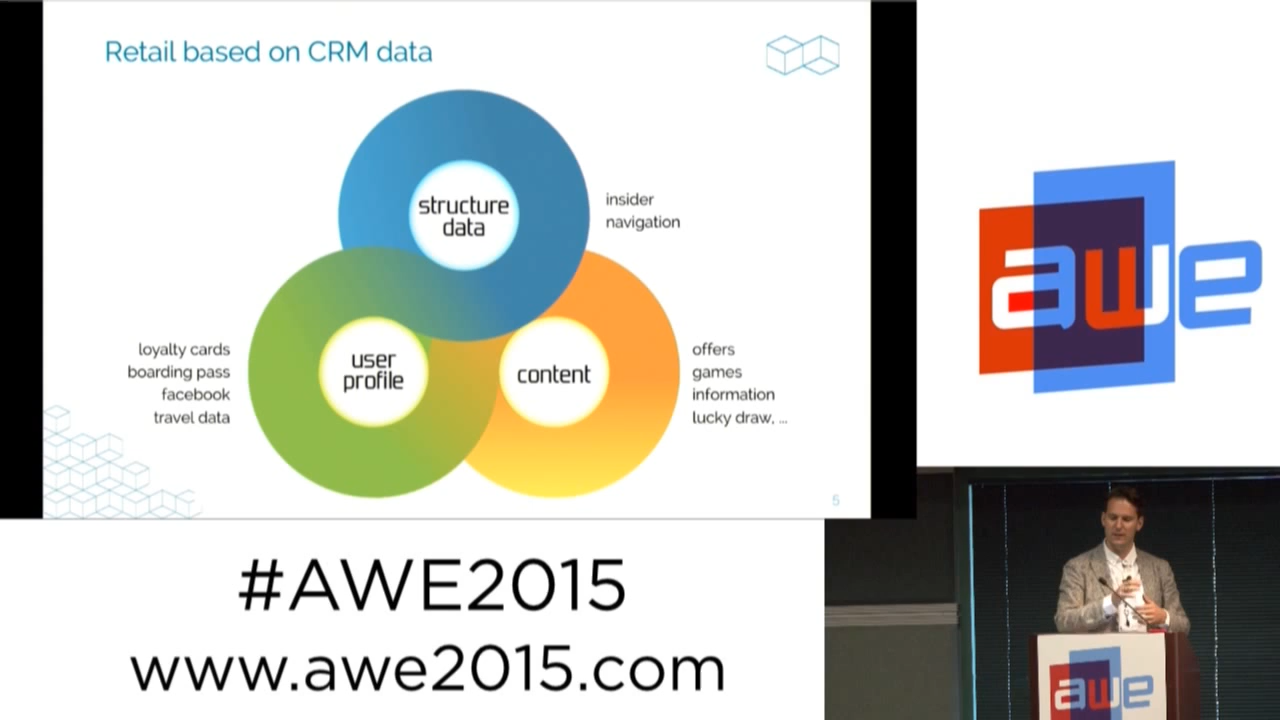 Retail based on CRM data
structure
data
insider
navigation
loyalty cards
boarding pass
facebook
travel data
user
profile
content
offers
games
information
lucky draw, ...
5
awe
#AWE2015
www.awe2015.com
awe